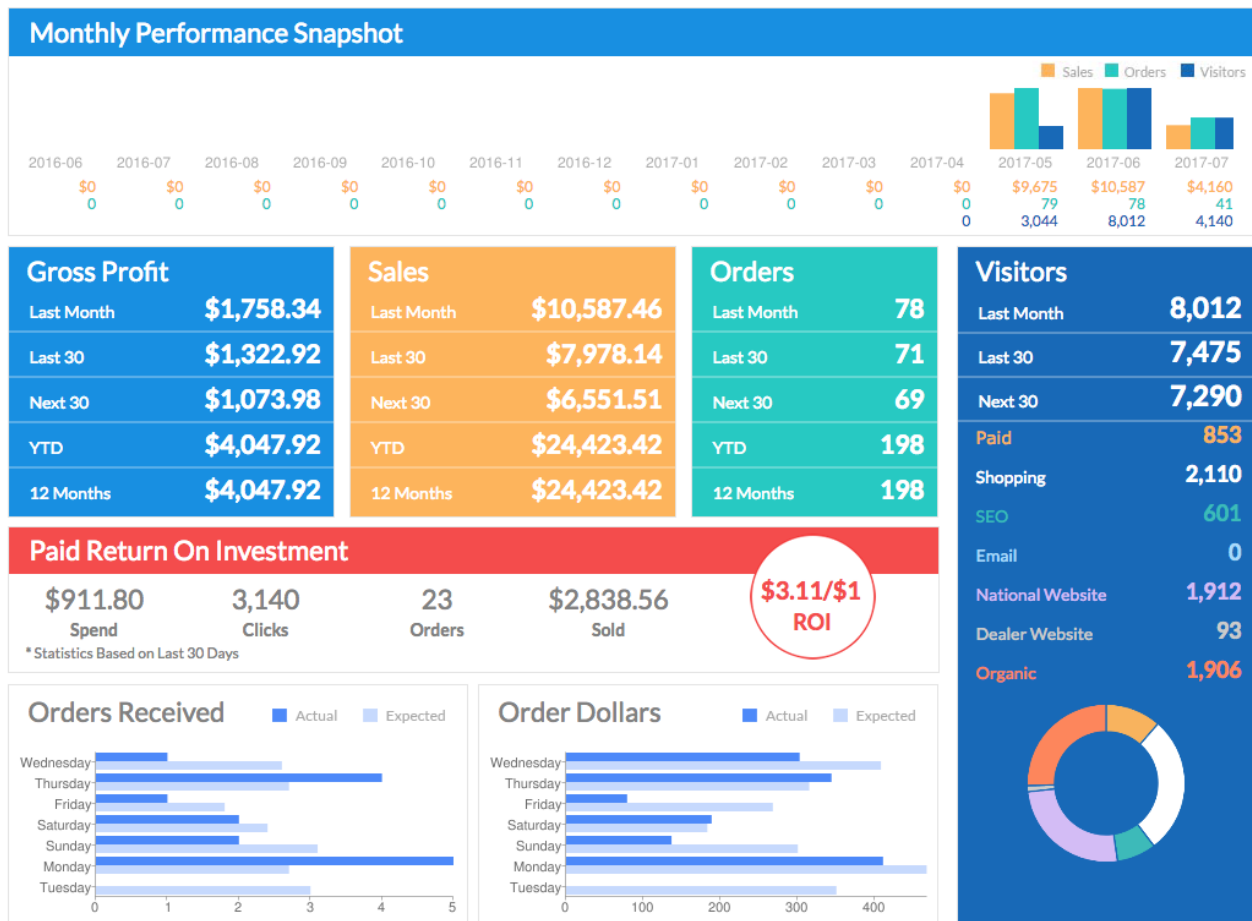 Monthly Performance Snapshot
Sales Orders Visitors
2016-06 2016-07 2016-08 2016-09 2016-10 2016-11 2016-12 2017-01 2017-02 2017-03 2017-04 2017-05 2017-06 2017-07
$0 $0 $0 $0 $0 $0 $0 $0 $0 $0 $0 $9,675 $10,587 $4,160
0 0 0 0 0 0 0 0 0 0 0 79 78 41
0 3,044 8,012 4,140
Gross Profit
Last Month $1,758.34
Last 30 $1,322.92
Next 30 $1,073.98
YTD $4,047.92
12 Months $4,047.92
Sales
Last Month $10,587.46
Last 30 $7,978.14
Next 30 $6,551.51
YTD $24,423.42
12 Months $24,423.42
Orders
Last Month 78
Last 30 71
Next 30 69
YTD 198
12 Months 198
Visitors
Last Month 8,012
Last 30 7,475
Next 30 7,290
Paid 853
Shopping 2,110
SEO 601
Email 0
National Website 1,912
Dealer Website 93
Organic 1,906
Paid Return On Investment
$911.80 3,140 23 $2,838.56
Spend Clicks Orders Sold
* Statistics Based on Last 30 Days
$3.11/$1
ROI
Orders Received Actual Expected
Wednesday
Thursday
Friday
Saturday
Sunday
Monday
Tuesday
0 1 2 3 4 5
Order Dollars Actual Expected
Wednesday
Thursday
Friday
Saturday
Sunday
Monday
Tuesday
0 100 200 300 400